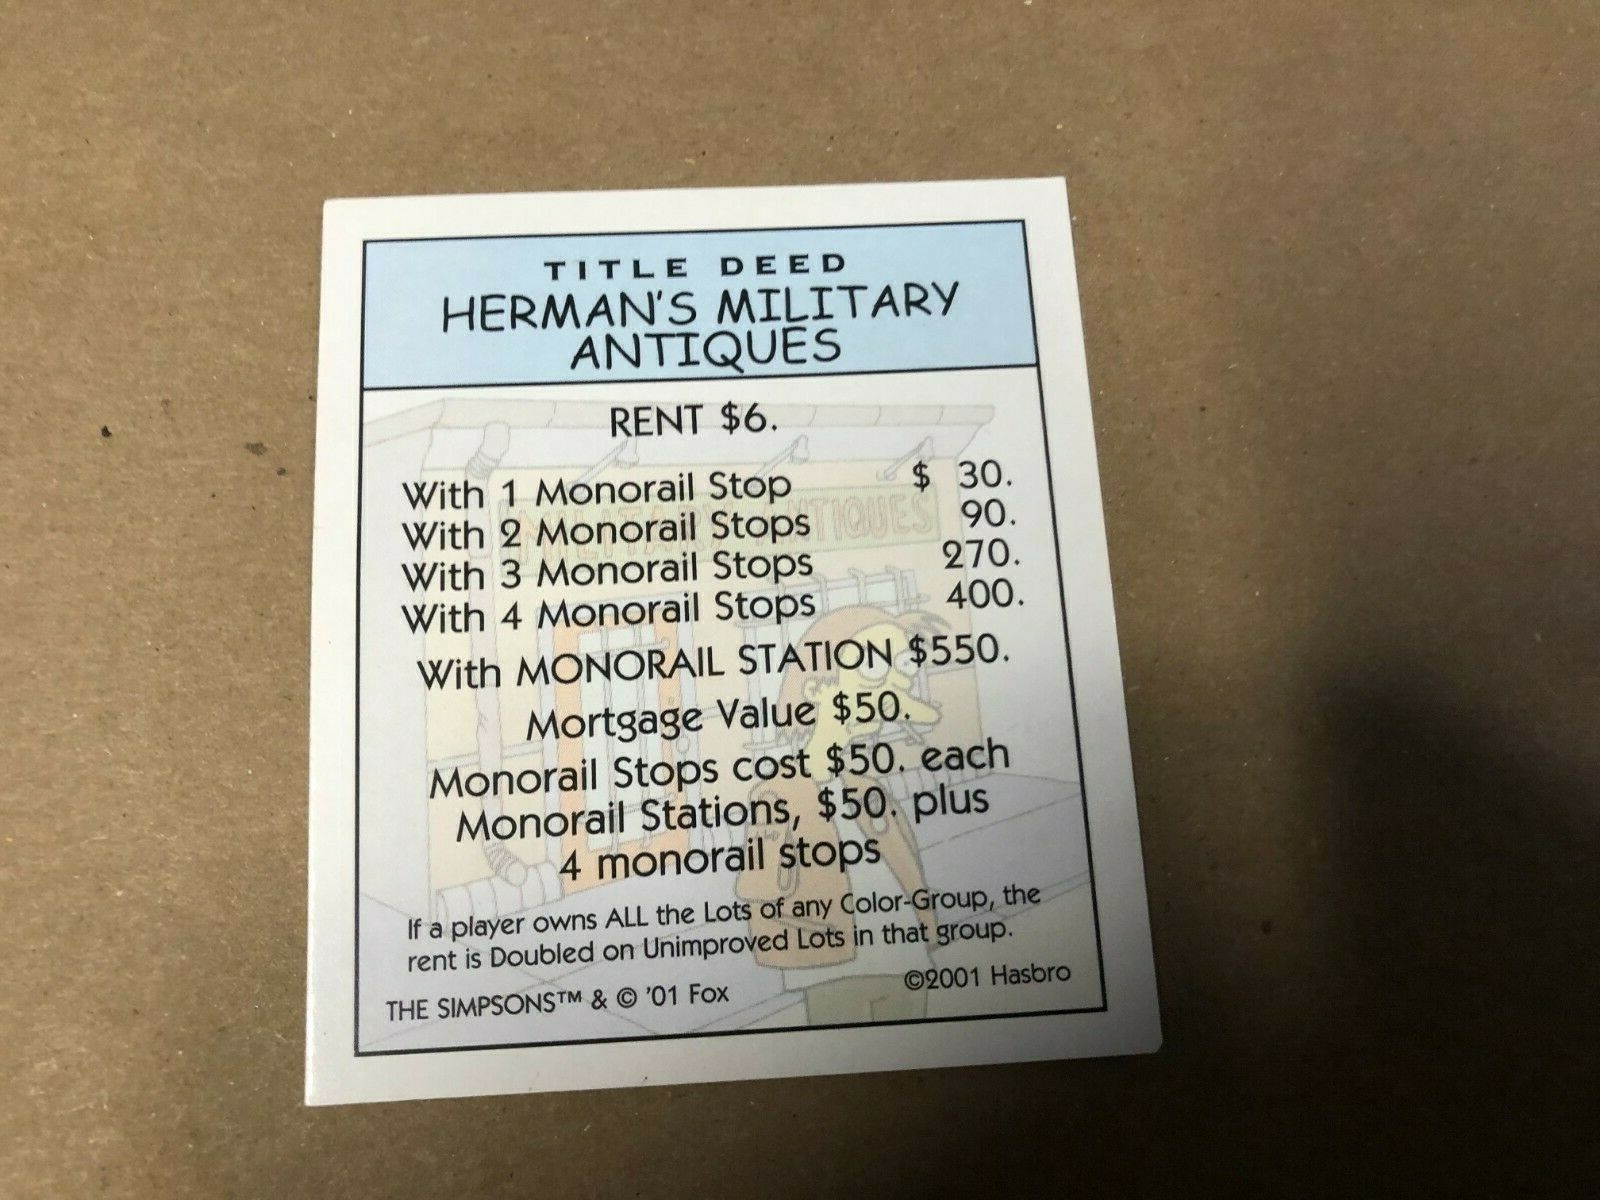 TITLE DEED
HERMAN'S MILITARY
ANTIQUES
RENT $6.
With 1 Monorail Stop $ 30.
With 2 Monorail Stops 90.
With 3 Monorail Stops 270.
With 4 Monorail Stops 400.
With MONORAIL STATION $550.
Mortgage Value $50.
Monorail Stops cost $50. each
Monorail Stations, $50. plus
4 monorail stops
If a player owns ALL the Lots of any Color-Group, the
rent is Doubled on Unimproved Lots in that group.
©2001 Hasbro
THE SIMPSONS™ & © '01 Fox
MILITARY ANTIQUES